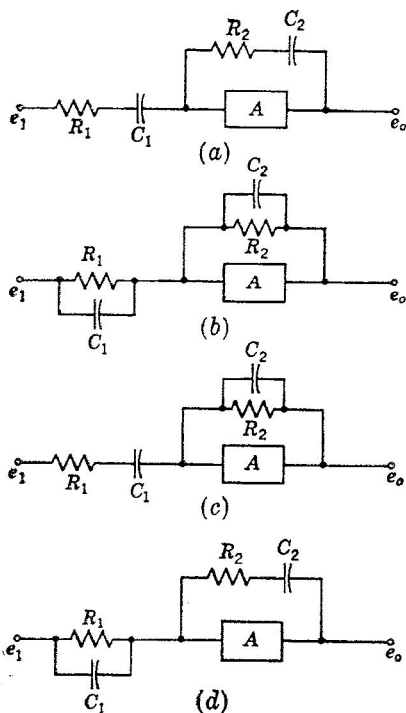 R₂ C₂
A
e₁ R₁ C₁ eₒ
(a)
C₂
R₂
R₁
A
e₁ eₒ
C₁
(b)
C₂
R₂
A
e₁ R₁ C₁ eₒ
(c)
R₂ C₂
R₁
A
e₁ eₒ
C₁
(d)